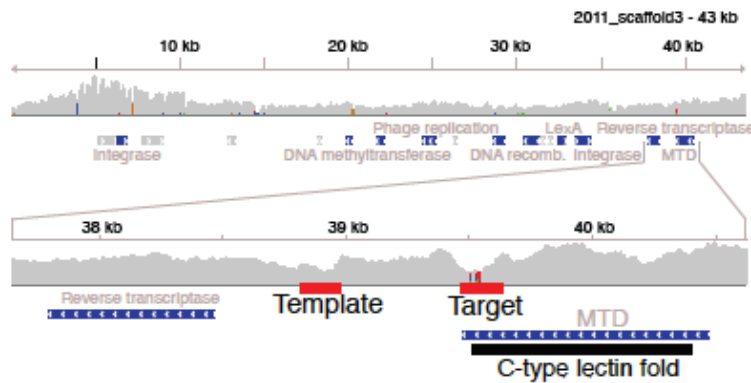 2011_scaffold3 - 43 kb
10 kb 20 kb 30 kb 40 kb
Phage replication LexA Reverse transcriptase
Integrase DNA methyltransferase DNA recomb. Integrase MTD
38 kb 39 kb 40 kb
Reverse transcriptase Template Target
MTD
C-type lectin fold